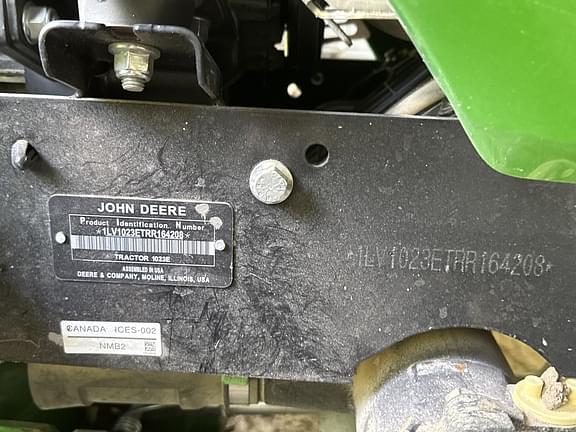 JOHN DEERE
Product Identification Number
*1LV1023ETRR164208*
TRACTOR 1023E
ASSEMBLED IN USA
DEERE & COMPANY, MOLINE, ILLINOIS, USA
*1LV1023ETRR164208*
CANADA ICES-002
NMB2